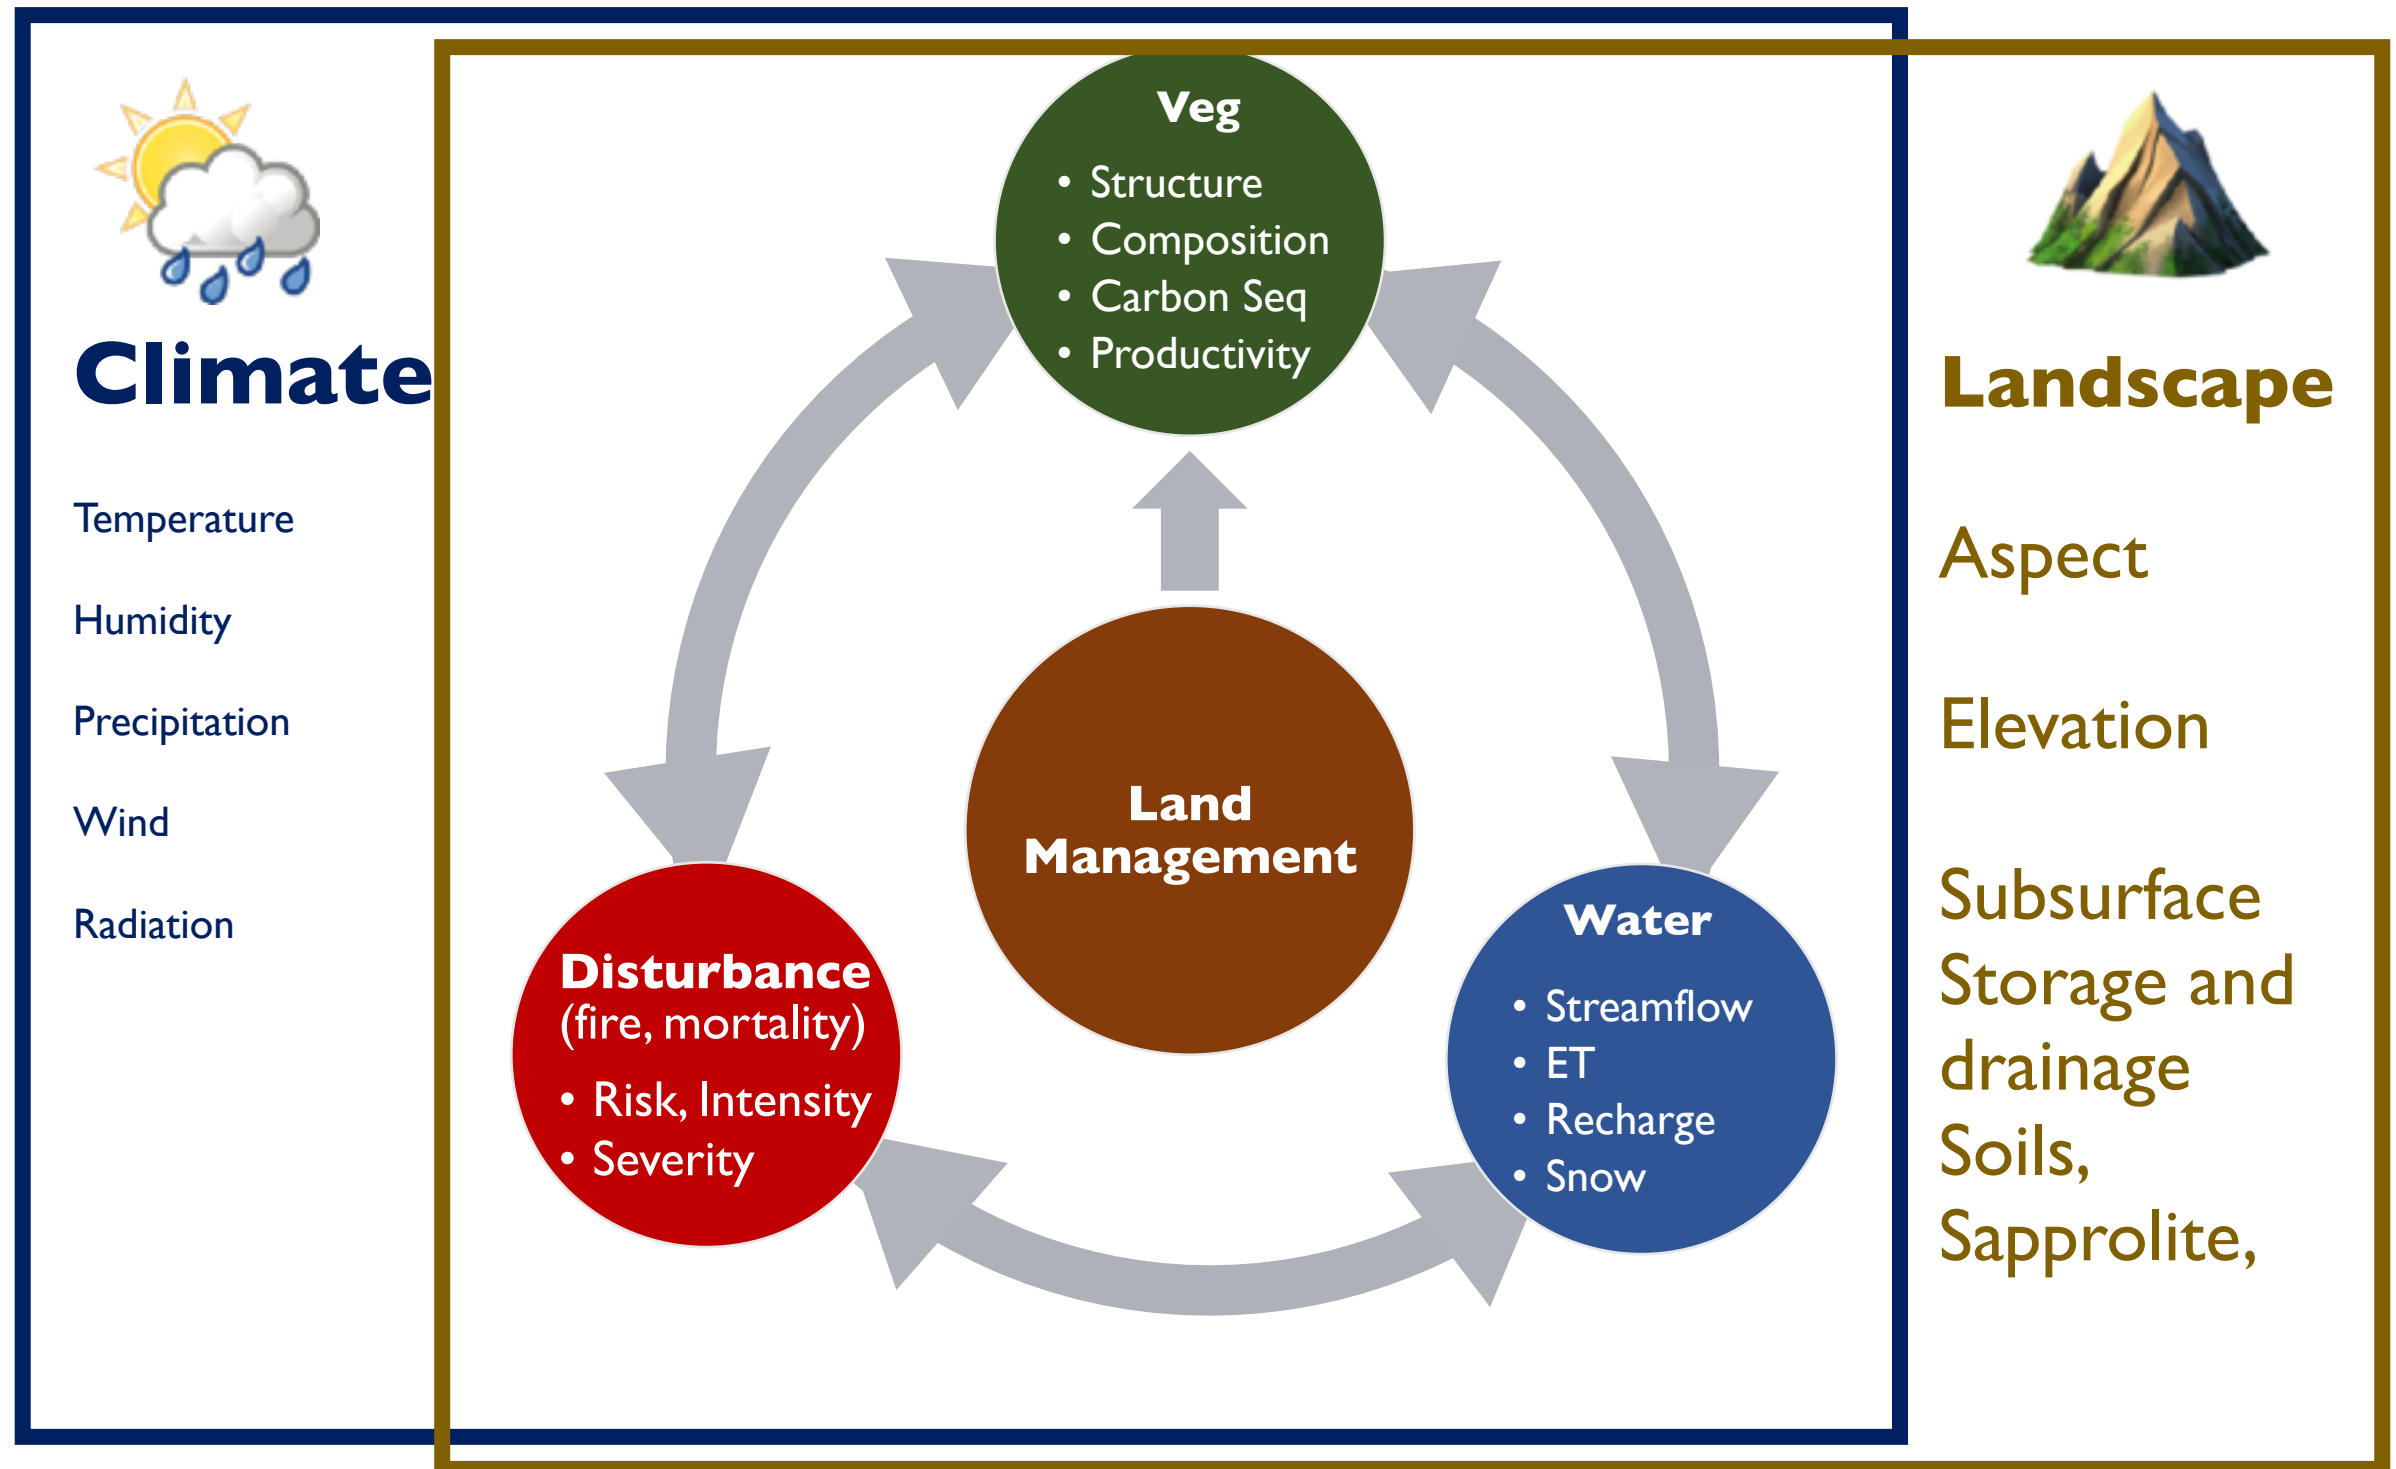 Climate
Temperature
Humidity
Precipitation
Wind
Radiation
Veg
• Structure
• Composition
• Carbon Seq
• Productivity
Land
Management
Disturbance
(fire, mortality)
• Risk, Intensity
• Severity
Water
• Streamflow
• ET
• Recharge
• Snow
Landscape
Aspect
Elevation
Subsurface
Storage and
drainage
Soils,
Sapprolite,